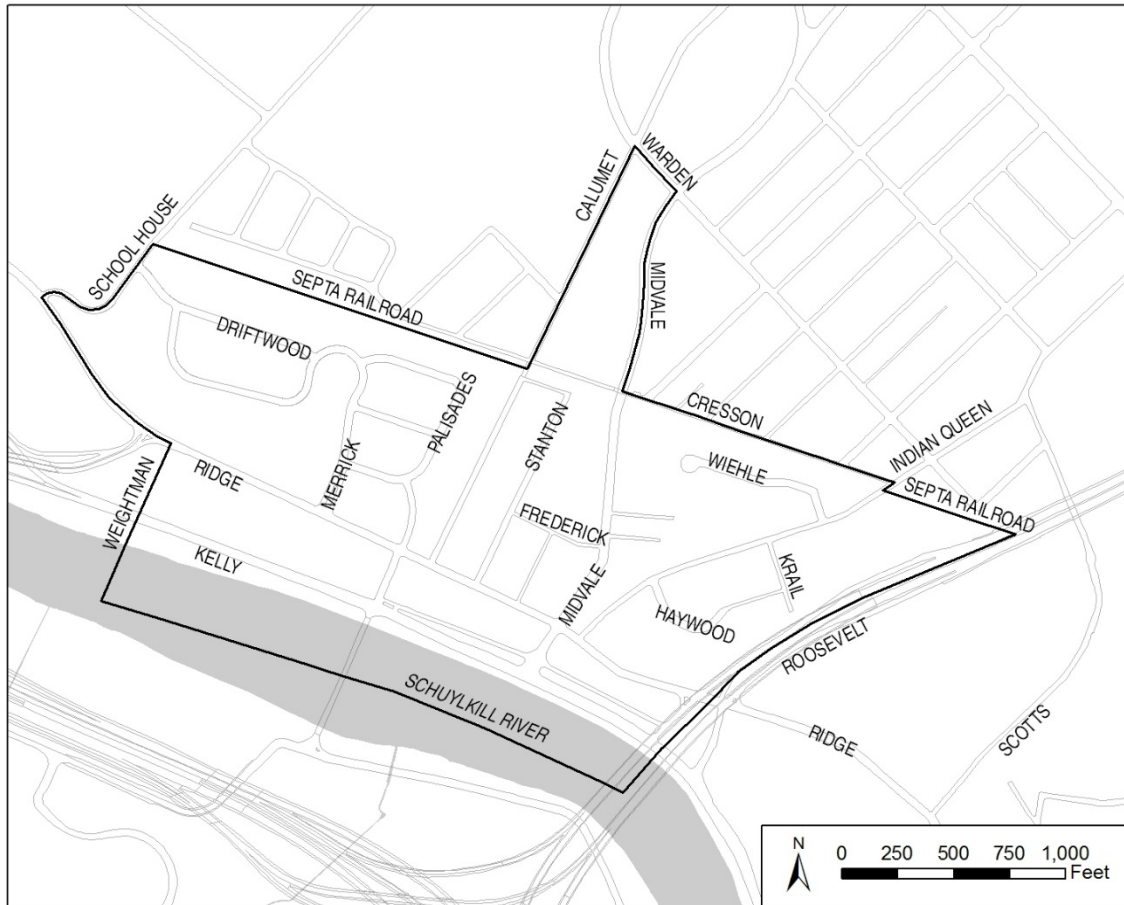 WARDEN
CALUMET
SCHOOL HOUSE
MIDVALE
SEPTA RAILROAD
DRIFTWOOD
PALISADES
CRESSON
STANTON
INDIAN QUEEN
WIEHLE
RIDGE
MERRICK
SEPTA RAILROAD
WEIGHTMAN
FREDERICK
KELLY
KRAIL
MIDVALE
HAYWOOD
ROOSEVELT
SCHUYLKILL RIVER
RIDGE
SCOTTS
N
0 250 500 750 1,000
Feet